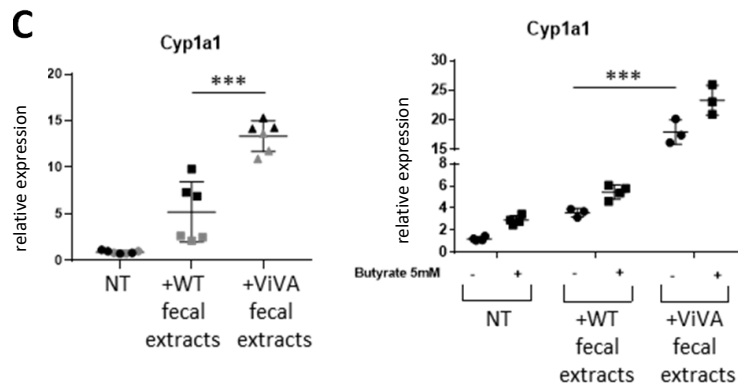 C
Cyp1a1
20
***
15
relative expression
10
5
0
NT
+WT
fecal
extracts
+ViVA
fecal
extracts
Cyp1a1
30
***
25
20
15
relative expression
8
6
4
2
0
Butyrate 5mM - + - + - +
NT
+WT
fecal
extracts
+ViVA
fecal
extracts